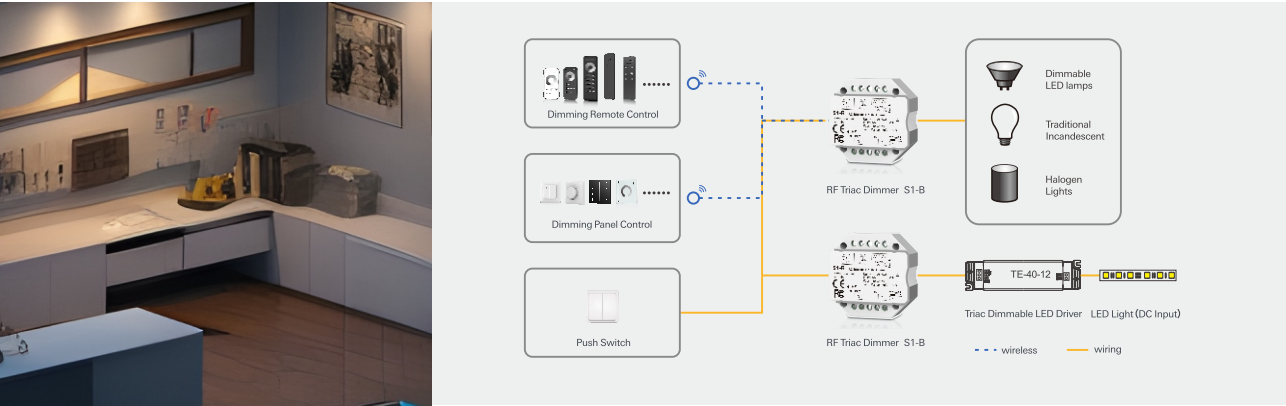 Dimming Remote Control
Dimming Panel Control
Push Switch
RF Triac Dimmer S1-B
Dimmable
LED lamps
Traditional
Incandescent
Halogen
Lights
RF Triac Dimmer S1-B
TE-40-12
Triac Dimmable LED Driver
LED Light (DC Input)
wireless
wiring